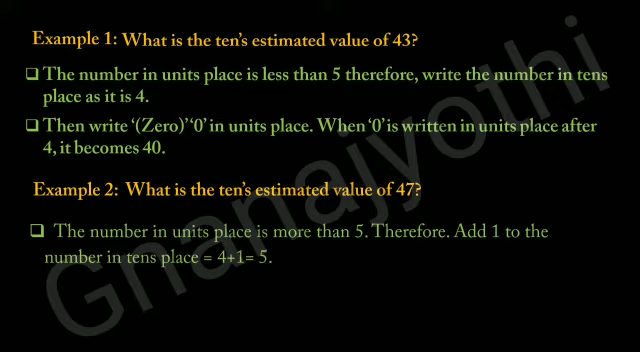 Example 1: What is the ten's estimated value of 43?
❑ The number in units place is less than 5 therefore, write the number in tens
place as it is 4.
❑ Then write '(Zero)' '0' in units place. When '0' is written in units place after
4, it becomes 40.
Example 2: What is the ten's estimated value of 47?
❑ The number in units place is more than 5. Therefore. Add 1 to the
number in tens place = 4+1= 5.
Gnanajyothi